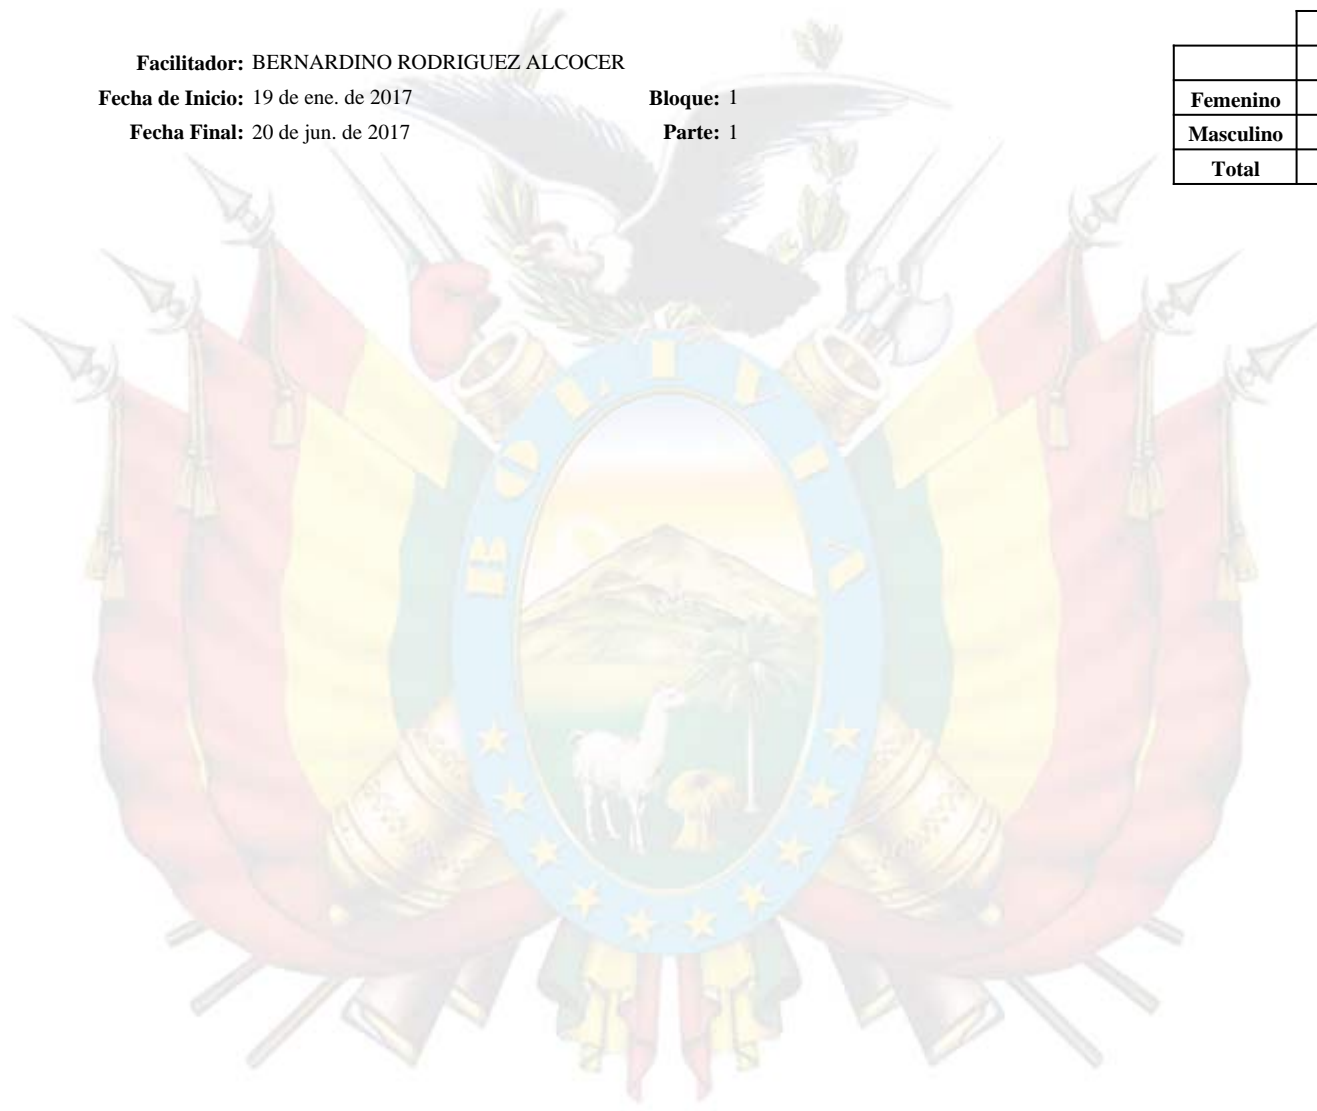 Facilitador: BERNARDINO RODRIGUEZ ALCOCER
Fecha de Inicio: 19 de ene. de 2017 Bloque: 1
Fecha Final: 20 de jun. de 2017 Parte: 1
Femenino
Masculino
Total
BOLIVIA